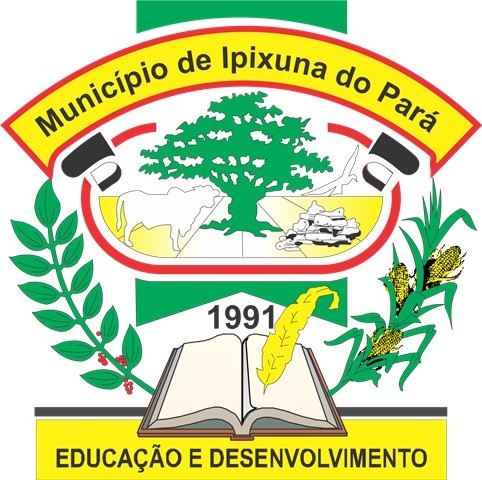 Município de Ipixuna do Pará
1991
EDUCAÇÃO E DESENVOLVIMENTO